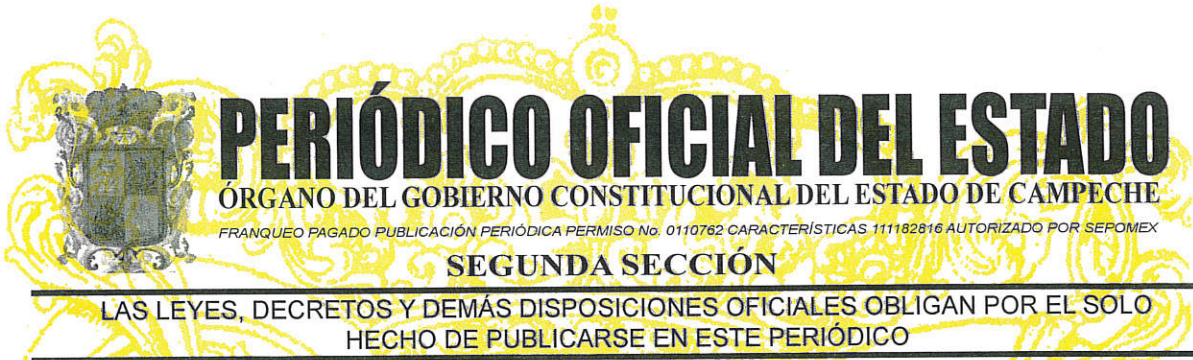 PERIÓDICO OFICIAL DEL ESTADO
ÓRGANO DEL GOBIERNO CONSTITUCIONAL DEL ESTADO DE CAMPECHE
FRANQUEO PAGADO PUBLICACIÓN PERIÓDICA PERMISO No. 0110762 CARACTERÍSTICAS 111182816 AUTORIZADO POR SEPOMEX
SEGUNDA SECCIÓN
LAS LEYES, DECRETOS Y DEMÁS DISPOSICIONES OFICIALES OBLIGAN POR EL SOLO
HECHO DE PUBLICARSE EN ESTE PERIÓDICO